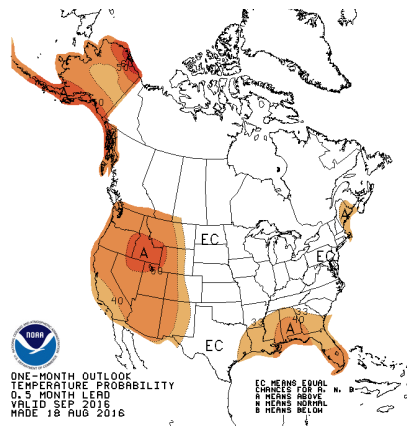 50
A
40
A
EC
EC
A
50
40
33
33
40
A
EC
NOAA
ONE-MONTH OUTLOOK
TEMPERATURE PROBABILITY
0.5 MONTH LEAD
VALID SEP 2016
MADE 18 AUG 2016
EC MEANS EQUAL
CHANCES FOR A, N, B
A MEANS ABOVE
N MEANS NORMAL
B MEANS BELOW